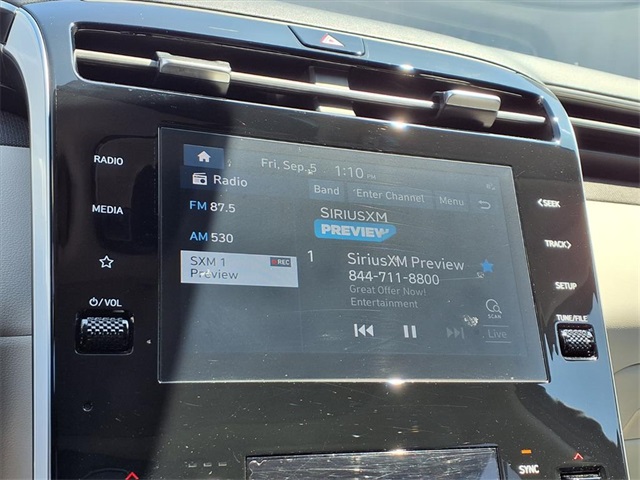 Fri, Sep. 5 1:10 PM
Radio
Band Enter Channel Menu
FM 87.5
AM 530
SXM 1 REC
Preview
1
SIRIUSXM
PREVIEW
SiriusXM Preview
844-711-8800
Great Offer Now!
Entertainment
SCAN
Live
RADIO
MEDIA
VOL
SEEK
TRACK
SETUP
TUNE/FILE
SYNC